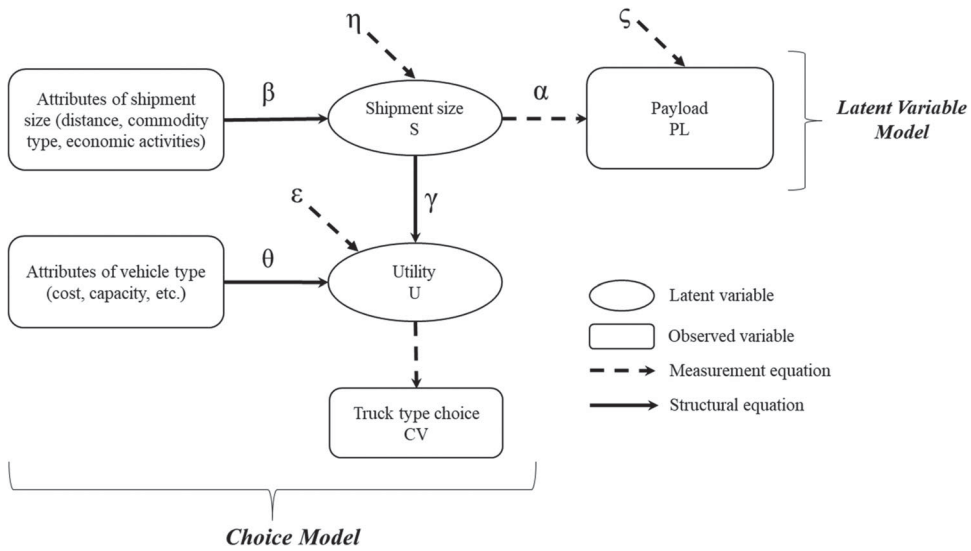 η
ς
Attributes of shipment
size (distance, commodity
type, economic activities)
β
Shipment size
S
α
Payload
PL
Latent Variable
Model
ε
γ
Attributes of vehicle type
(cost, capacity, etc.)
θ
Utility
U
Latent variable
Observed variable
Measurement equation
Structural equation
Truck type choice
CV
Choice Model